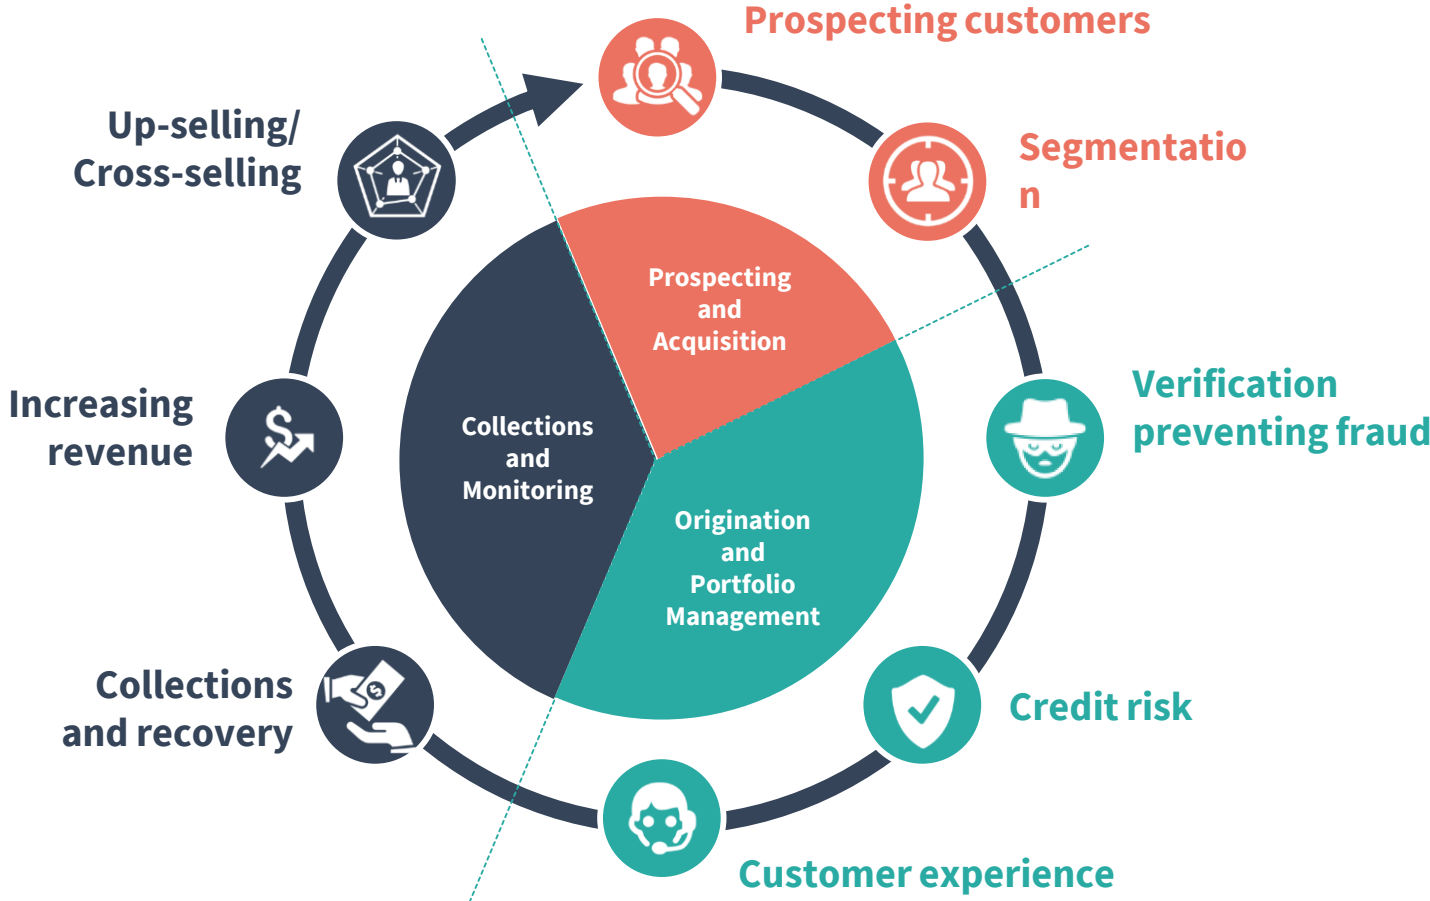 Prospecting customers
Segmentatio
n
Verification
preventing fraud
Credit risk
Customer experience
Collections
and recovery
Increasing
revenue
Up-selling/
Cross-selling
Prospecting
and
Acquisition
Origination
and
Portfolio
Management
Collections
and
Monitoring
$
$